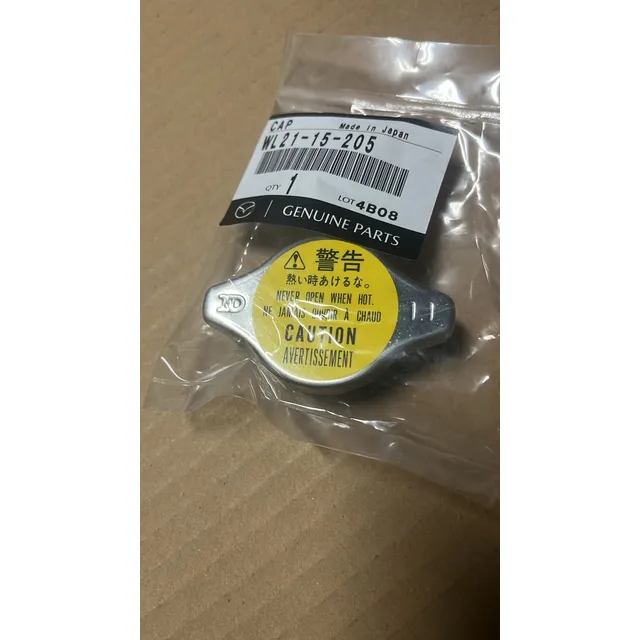 CAP Made in Japan
WL21-15-205
QTY 1 LOT 4B08
GENUINE PARTS
警告
熱い時あけるな。
NEVER OPEN WHEN HOT.
NE JAMAIS OUVRIR À CHAUD
CAUTION
AVERTISSEMENT
ND 1.1